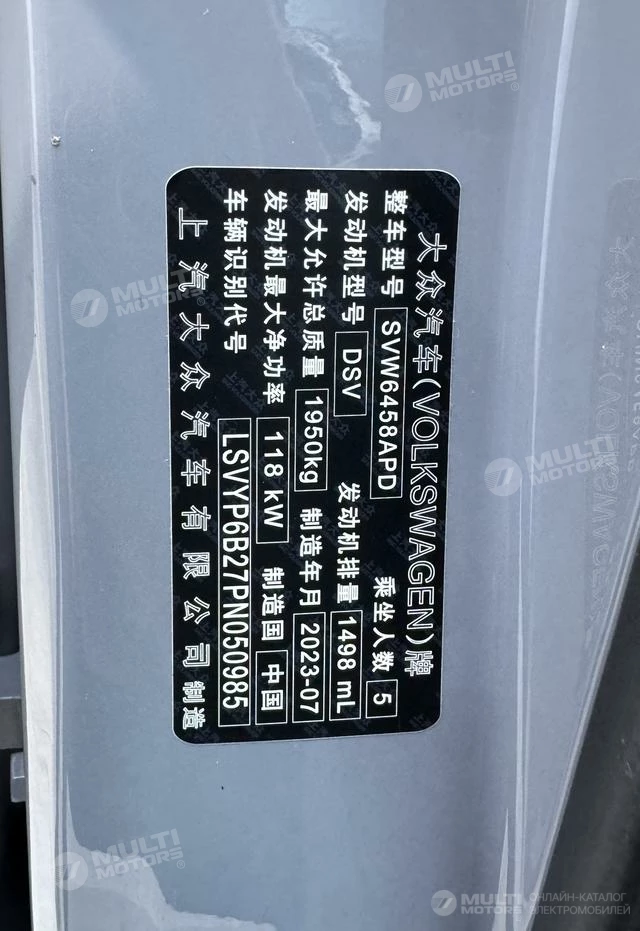 大众汽车(VOLKSWAGEN)牌
整车型号 SVW6458APD 乘坐人数 5
发动机型号 DSV 发动机排量 1498 mL
最大允许总质量 1950kg 制造年月 2023-07
发动机最大净功率 118 kW 制造国 中国
车辆识别代号 LSVYP6B27PN050985
上汽大众汽车有限公司制造
MULTI MOTORS®
MULTI MOTORS®
MULTI MOTORS
MULTI MOTORS®
MULTI MOTORS®
ОНЛАЙН-КАТАЛОГ
ЭЛЕКТРОМОБИЛЕЙ